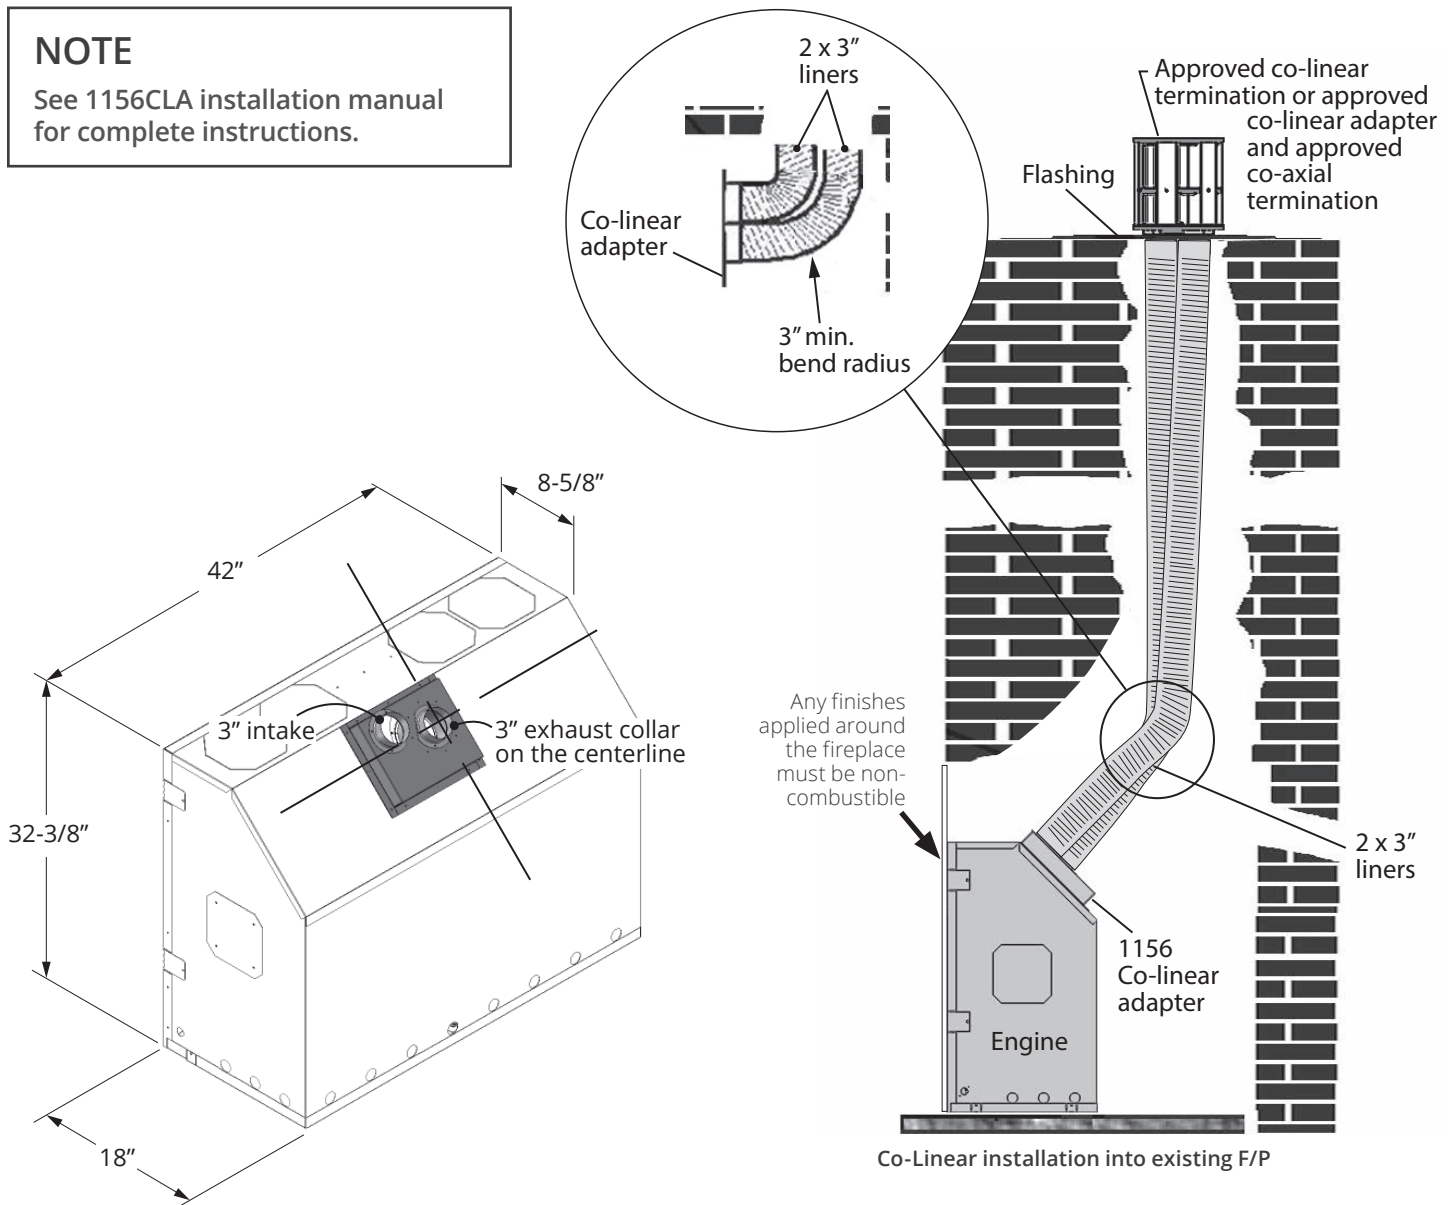 NOTE
See 1156CLA installation manual
for complete instructions.
2 x 3”
liners
Co-linear
adapter
3” min.
bend radius
Approved co-linear
termination or approved
co-linear adapter
and approved
co-axial
termination
Flashing
8-5/8”
42”
3” intake
3” exhaust collar
on the centerline
32-3/8”
18”
Any finishes
applied around
the fireplace
must be non-
combustible
2 x 3”
liners
1156
Co-linear
adapter
Engine
Co-Linear installation into existing F/P